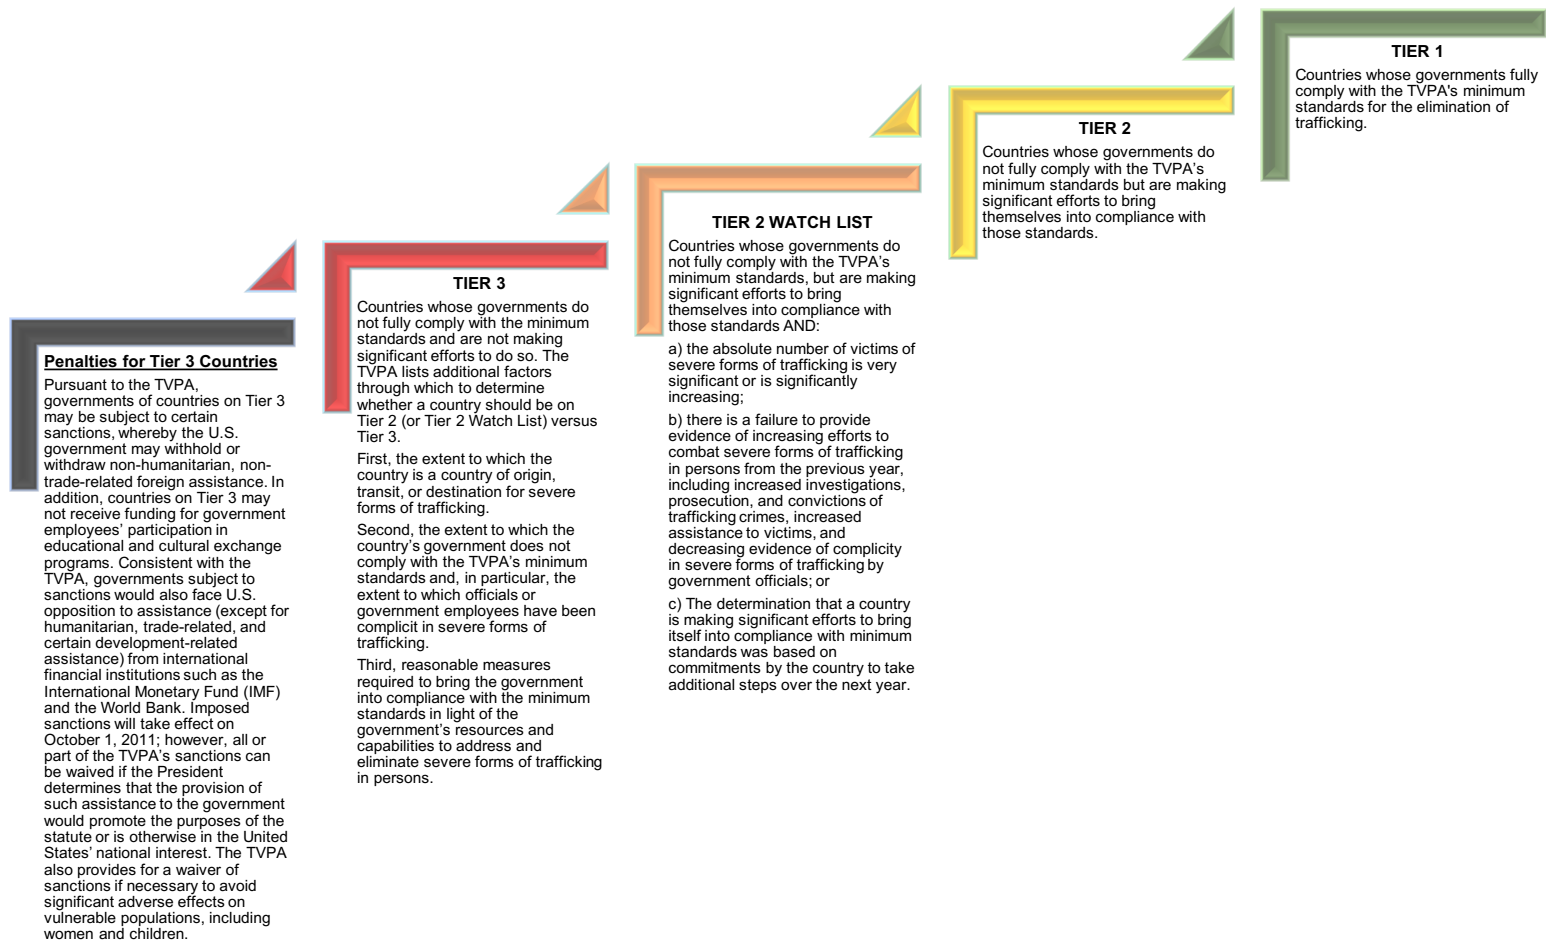 Penalties for Tier 3 Countries
Pursuant to the TVPA,
governments of countries on Tier 3
may be subject to certain
sanctions, whereby the U.S.
government may withhold or
withdraw non-humanitarian, non-
trade-related foreign assistance. In
addition, countries on Tier 3 may
not receive funding for government
employees’ participation in
educational and cultural exchange
programs. Consistent with the
TVPA, governments subject to
sanctions would also face U.S.
opposition to assistance (except for
humanitarian, trade-related, and
certain development-related
assistance) from international
financial institutions such as the
International Monetary Fund (IMF)
and the World Bank. Imposed
sanctions will take effect on
October 1, 2011; however, all or
part of the TVPA’s sanctions can
be waived if the President
determines that the provision of
such assistance to the government
would promote the purposes of the
statute or is otherwise in the United
States’ national interest. The TVPA
also provides for a waiver of
sanctions if necessary to avoid
significant adverse effects on
vulnerable populations, including
women and children.
TIER 3
Countries whose governments do
not fully comply with the minimum
standards and are not making
significant efforts to do so. The
TVPA lists additional factors
through which to determine
whether a country should be on
Tier 2 (or Tier 2 Watch List) versus
Tier 3.
First, the extent to which the
country is a country of origin,
transit, or destination for severe
forms of trafficking.
Second, the extent to which the
country’s government does not
comply with the TVPA’s minimum
standards and, in particular, the
extent to which officials or
government employees have been
complicit in severe forms of
trafficking.
Third, reasonable measures
required to bring the government
into compliance with the minimum
standards in light of the
government’s resources and
capabilities to address and
eliminate severe forms of trafficking
in persons.
TIER 2 WATCH LIST
Countries whose governments do
not fully comply with the TVPA’s
minimum standards, but are making
significant efforts to bring
themselves into compliance with
those standards AND:
a) the absolute number of victims of
severe forms of trafficking is very
significant or is significantly
increasing;
b) there is a failure to provide
evidence of increasing efforts to
combat severe forms of trafficking
in persons from the previous year,
including increased investigations,
prosecution, and convictions of
trafficking crimes, increased
assistance to victims, and
decreasing evidence of complicity
in severe forms of trafficking by
government officials; or
c) The determination that a country
is making significant efforts to bring
itself into compliance with minimum
standards was based on
commitments by the country to take
additional steps over the next year.
TIER 2
Countries whose governments do
not fully comply with the TVPA’s
minimum standards but are making
significant efforts to bring
themselves into compliance with
those standards.
TIER 1
Countries whose governments fully
comply with the TVPA's minimum
standards for the elimination of
trafficking.